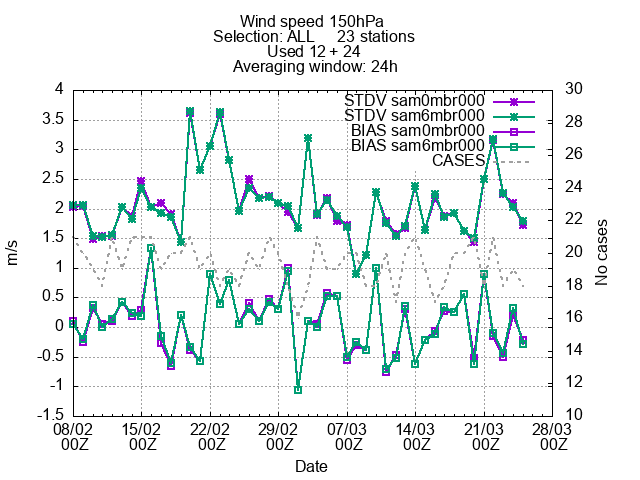 Wind speed 150hPa
Selection: ALL 23 stations
Used 12 + 24
Averaging window: 24h
STDV sam0mbr000
STDV sam6mbr000
BIAS sam0mbr000
BIAS sam6mbr000
CASES
m/s
4
3.5
3
2.5
2
1.5
1
0.5
0
-0.5
-1
-1.5
No cases
30
28
26
24
22
20
18
16
14
12
10
08/02 15/02 22/02 29/02 07/03 14/03 21/03 28/03
00Z 00Z 00Z 00Z 00Z 00Z 00Z 00Z
Date